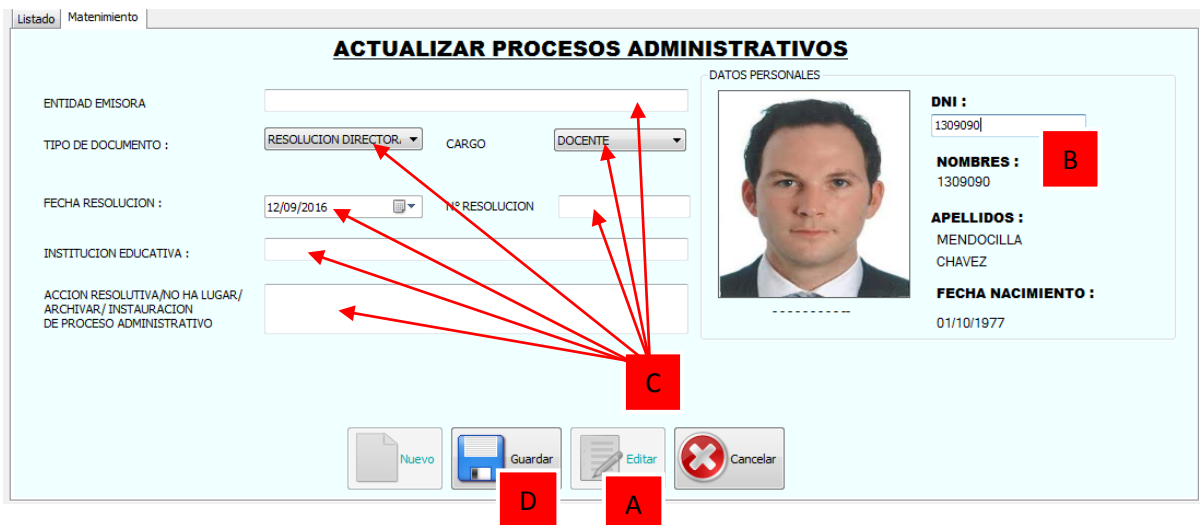 Listado Matenimiento
ACTUALIZAR PROCESOS ADMINISTRATIVOS
DATOS PERSONALES
ENTIDAD EMISORA
DNI :
1309090
TIPO DE DOCUMENTO :
RESOLUCION DIRECTOR
CARGO
DOCENTE
B
NOMBRES :
1309090
FECHA RESOLUCION :
12/09/2016
Nº RESOLUCION
APELLIDOS :
MENDOCILLA
CHAVEZ
INSTITUCION EDUCATIVA :
ACCION RESOLUTIVA/NO HA LUGAR/
ARCHIVAR/ INSTAURACION
DE PROCESO ADMINISTRATIVO
FECHA NACIMIENTO :
01/10/1977
C
Nuevo
Guardar
Editar
Cancelar
D
A